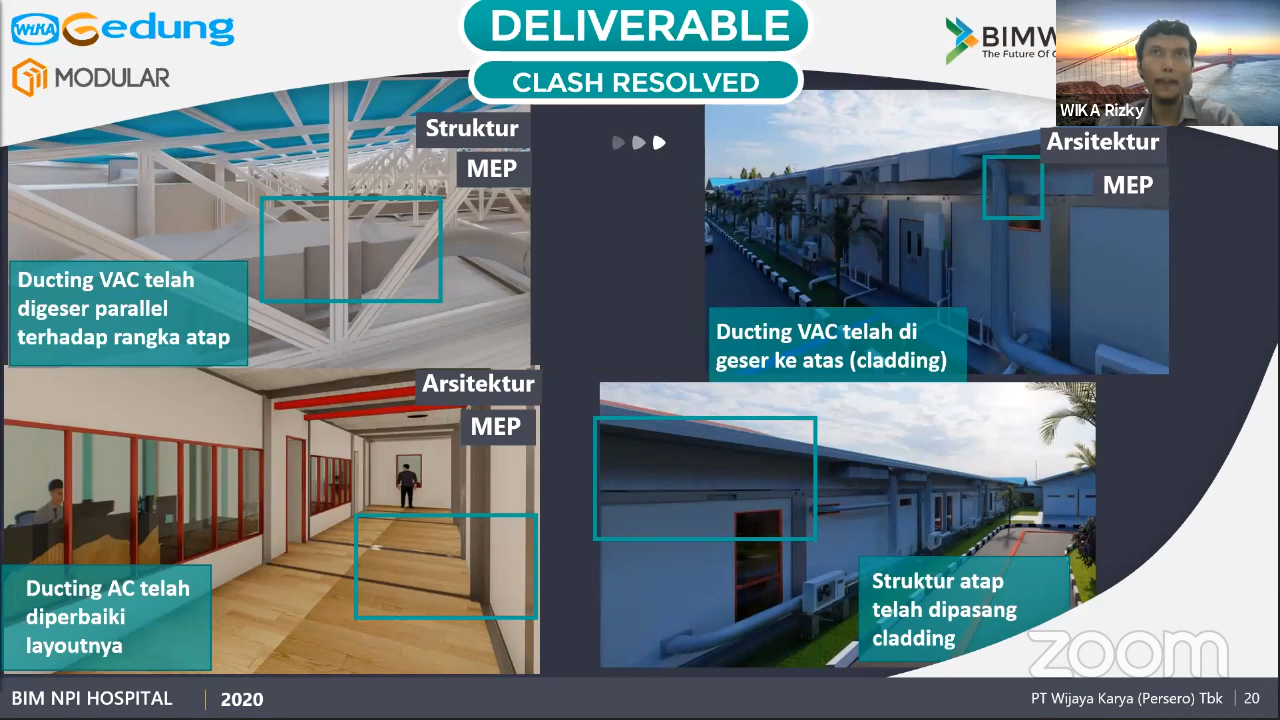 WIKA Gedung
MODULAR
DELIVERABLE
CLASH RESOLVED
BIMW
The Future Of
WIKA Rizky
Struktur
MEP
Ducting VAC telah
digeser parallel
terhadap rangka atap
Arsitektur
MEP
Ducting VAC telah di
geser ke atas (cladding)
Arsitektur
MEP
Ducting AC telah
diperbaiki
layoutnya
Struktur atap
telah dipasang
cladding
zoom
BIM NPI HOSPITAL | 2020
PT Wijaya Karya (Persero) Tbk | 20